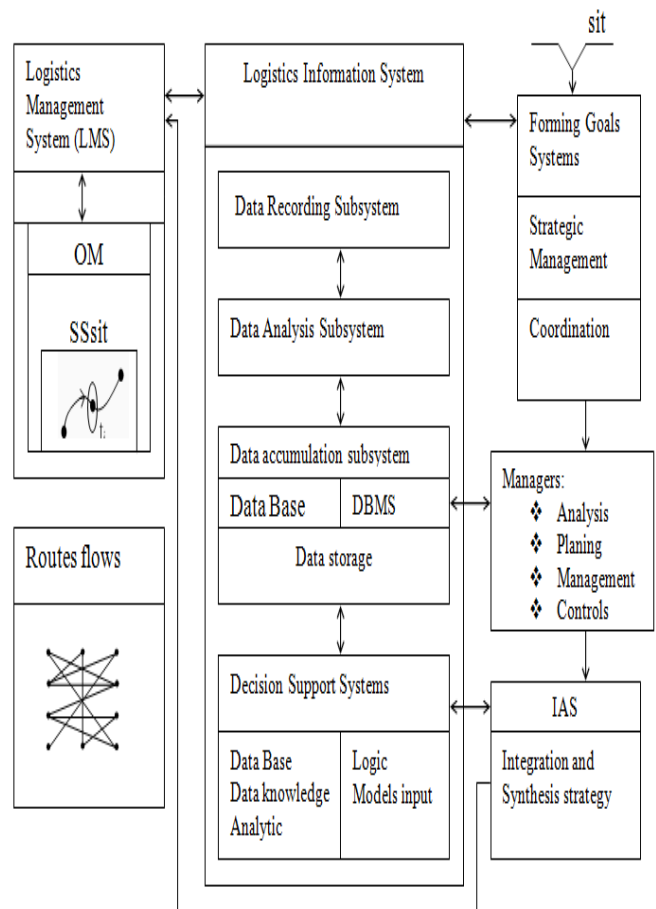 sit
Logistics
Management
System (LMS)
OM
SSsit
t i
Routes flows
Logistics Information System
Data Recording Subsystem
Data Analysis Subsystem
Data accumulation subsystem
Data Base
DBMS
Data storage
Decision Support Systems
Data Base
Data knowledge
Analytic
Logic
Models input
Forming Goals
Systems
Strategic
Management
Coordination
Managers:
❖ Analysis
❖ Planing
❖ Management
❖ Controls
IAS
Integration and
Synthesis strategy